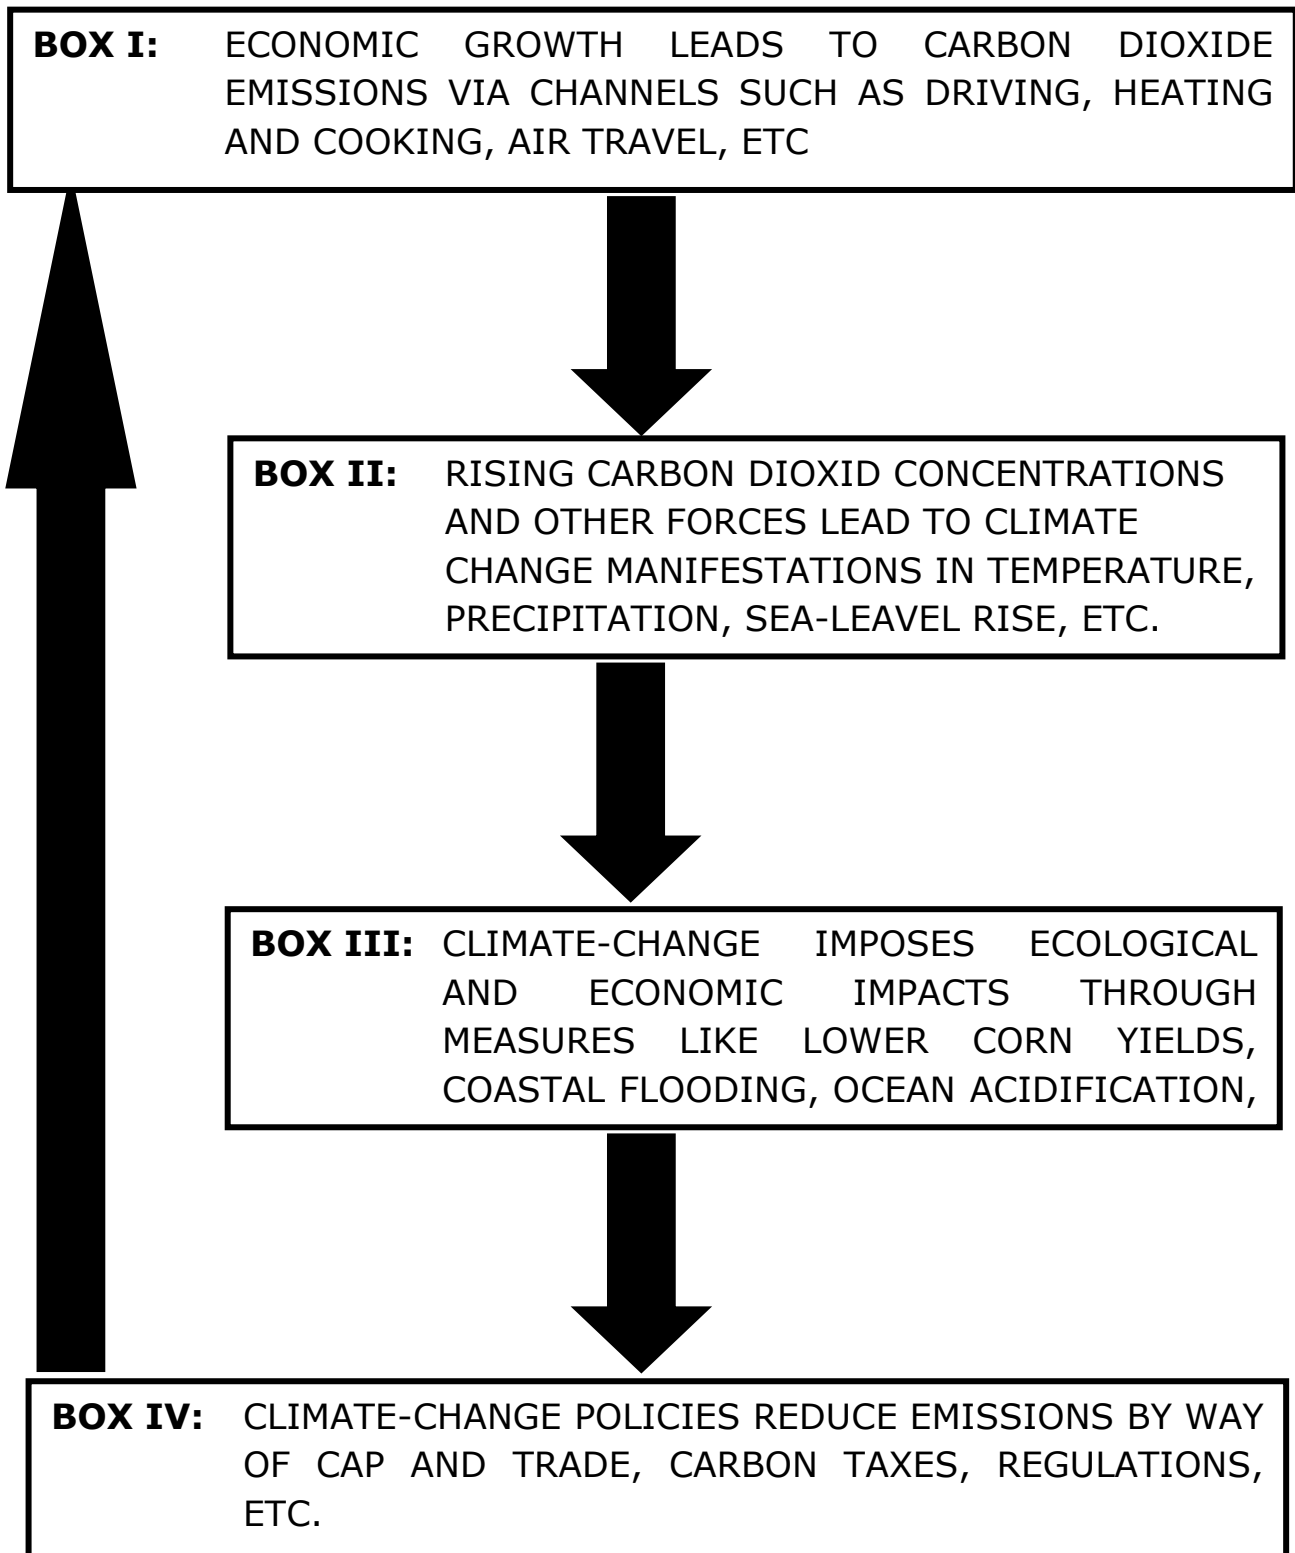 BOX I: ECONOMIC GROWTH LEADS TO CARBON DIOXIDE
EMISSIONS VIA CHANNELS SUCH AS DRIVING, HEATING
AND COOKING, AIR TRAVEL, ETC
BOX II: RISING CARBON DIOXID CONCENTRATIONS
AND OTHER FORCES LEAD TO CLIMATE
CHANGE MANIFESTATIONS IN TEMPERATURE,
PRECIPITATION, SEA-LEAVEL RISE, ETC.
BOX III: CLIMATE-CHANGE IMPOSES ECOLOGICAL
AND ECONOMIC IMPACTS THROUGH
MEASURES LIKE LOWER CORN YIELDS,
COASTAL FLOODING, OCEAN ACIDIFICATION,
BOX IV: CLIMATE-CHANGE POLICIES REDUCE EMISSIONS BY WAY
OF CAP AND TRADE, CARBON TAXES, REGULATIONS,
ETC.